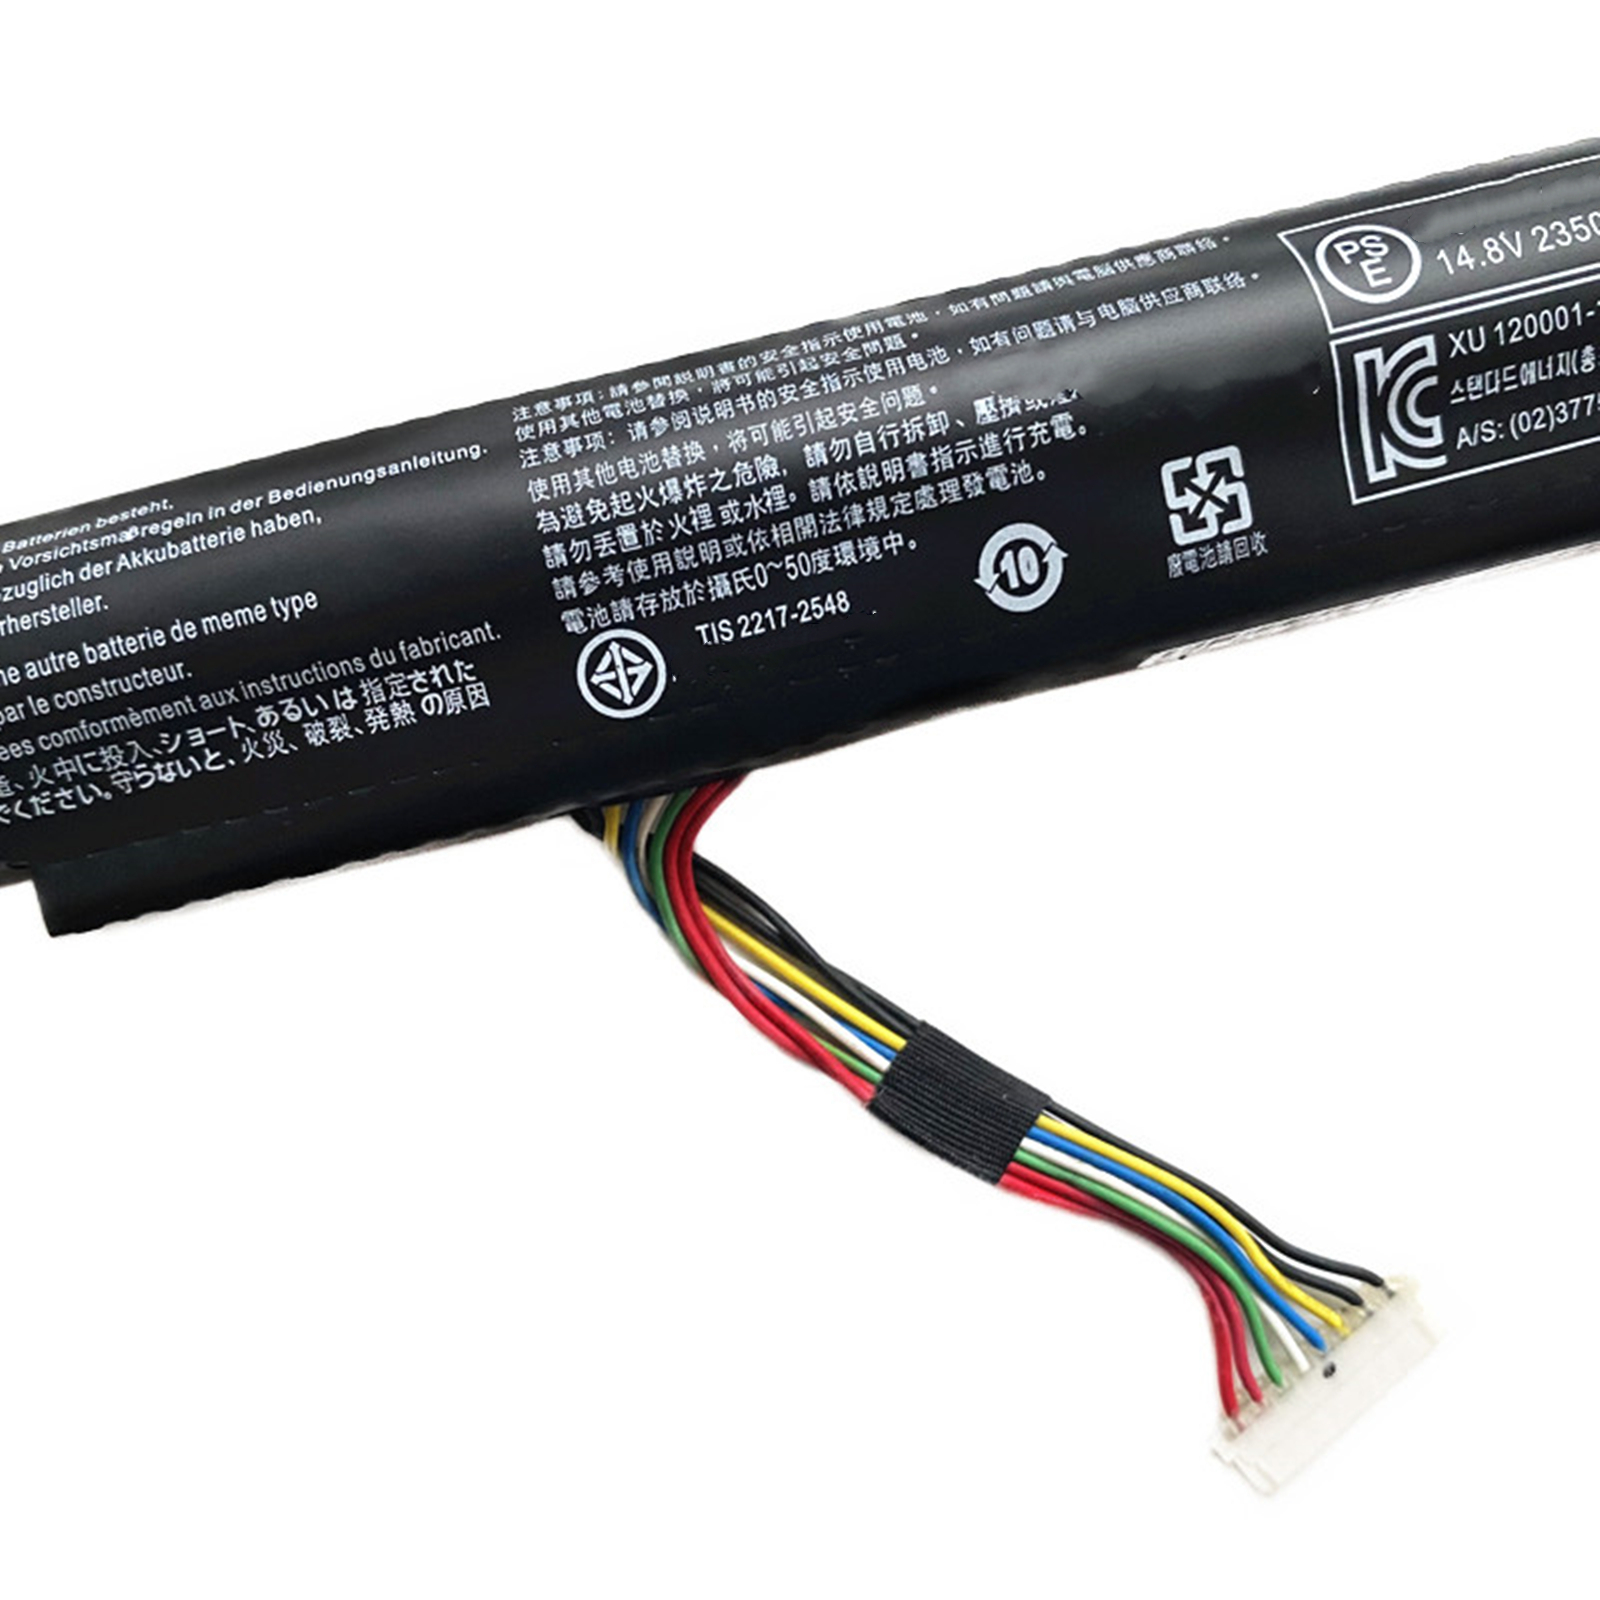 Batterien besteht,
Vorsichtsmaßregeln in der Bedienungsanleitung.
der Akkubatterie haben,
autre batterie de meme type
par le constructeur.
conformèment aux instructions du fabricant.
火中に投入、ショート、あるいは指定された
ください。守らないと、火災、破裂、発熱の原因
注意事項：請參閱說明書的安全指示使用電池，如有問題請與電腦供應商聯絡。
使用其他電池替換，將可能引起安全問題。
注意事项：请参阅说明书的安全指示使用电池，如有问题请与电脑供应商联络。
使用其他电池替换，将可能引起安全问题。
為避免起火爆炸之危險，請勿自行拆卸、壓擠或
請勿丟置於火裡或水裡。請依說明書指示進行充電。
請參考使用說明或依相關法律規定處理發電池。
電池請存放於攝氏0~50度環境中。
TIS 2217-2548
10
廢電池請回收
PS
E
14.8V 2350
KC
XU 120001-
스탠다드에너지(충
A/S: (02)377